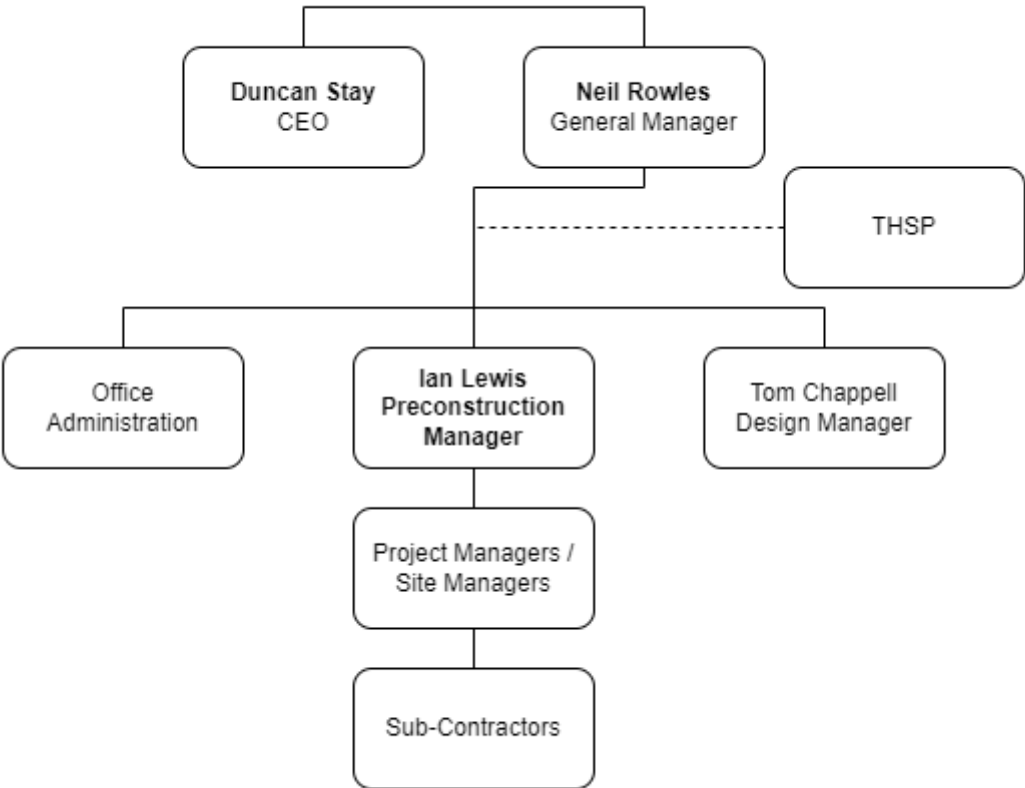 Duncan Stay
CEO
Neil Rowles
General Manager
THSP
Office
Administration
Ian Lewis
Preconstruction
Manager
Tom Chappell
Design Manager
Project Managers /
Site Managers
Sub-Contractors